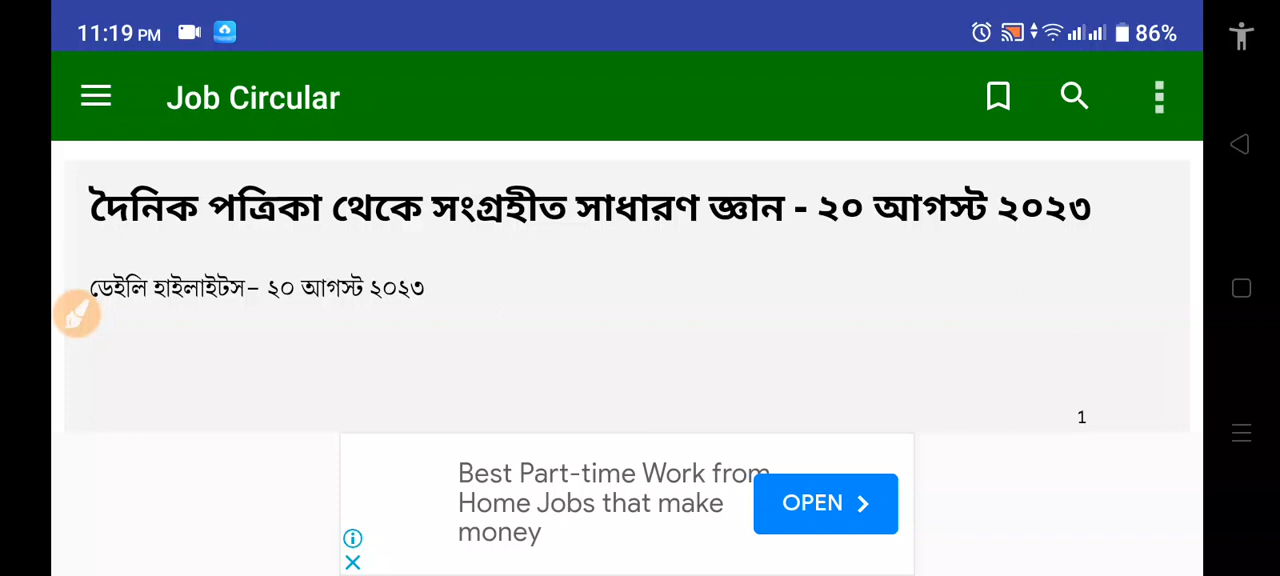 11:19 PM
86%
Job Circular
দৈনিক পত্রিকা থেকে সংগ্রহীত সাধারণ জ্ঞান - ২০ আগস্ট ২০২৩
ডেইলি হাইলাইটস– ২০ আগস্ট ২০২৩
1
Best Part-time Work from
Home Jobs that make
money
OPEN